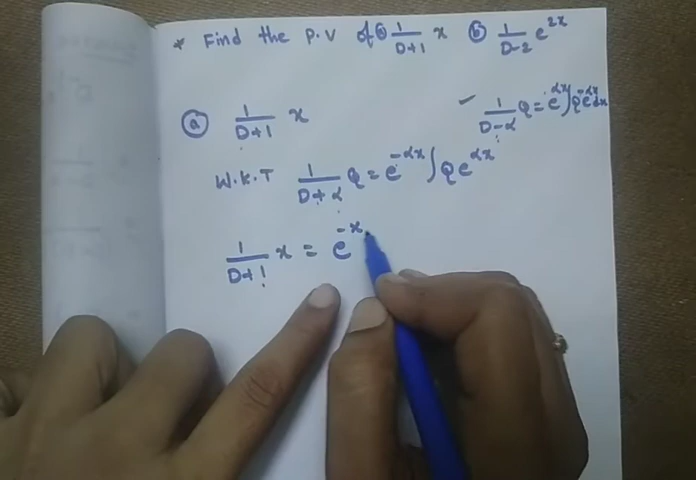 * Find the P.V of ⓐ 1/(D+1) x ⓑ 1/(D-2) e^{2x}
ⓐ 1/(D+1) x
✓ 1/(D-α) Q = e^{αx} ∫ Q e^{-αx} dx
W.K.T 1/(D+α) Q = e^{-αx} ∫ Q e^{αx}
1/(D+1) x = e^{-x}